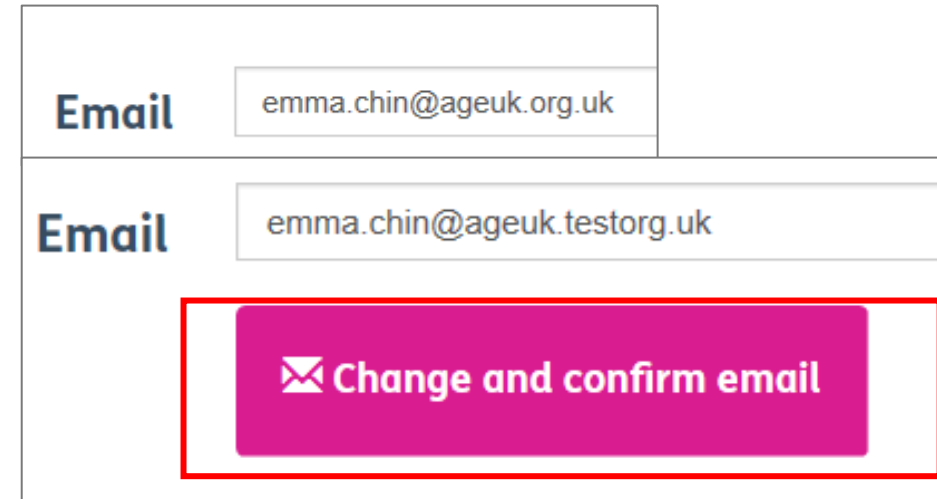 Email emma.chin@ageuk.org.uk
Email emma.chin@ageuk.testorg.uk
Change and confirm email